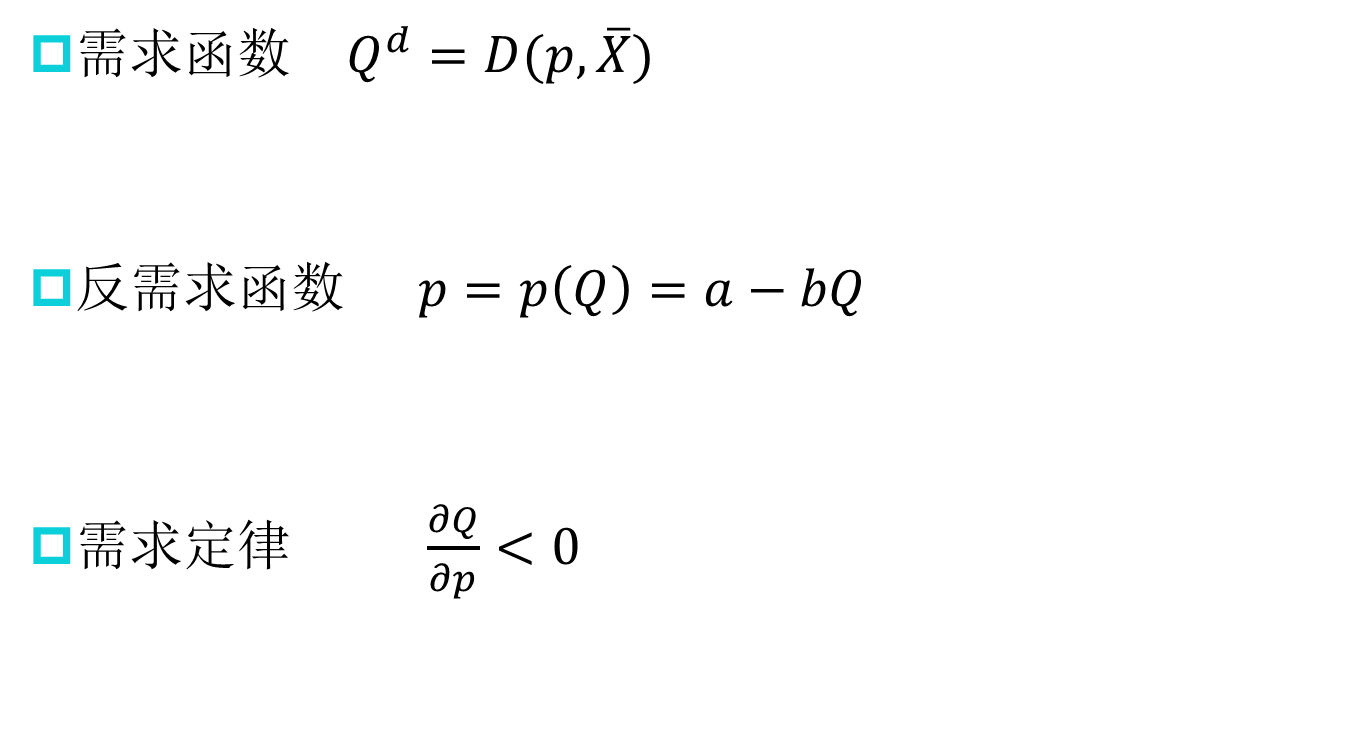 需求函数 Q^d = D(p, X̄)
反需求函数 p = p(Q) = a − bQ
需求定律 ∂Q/∂p < 0